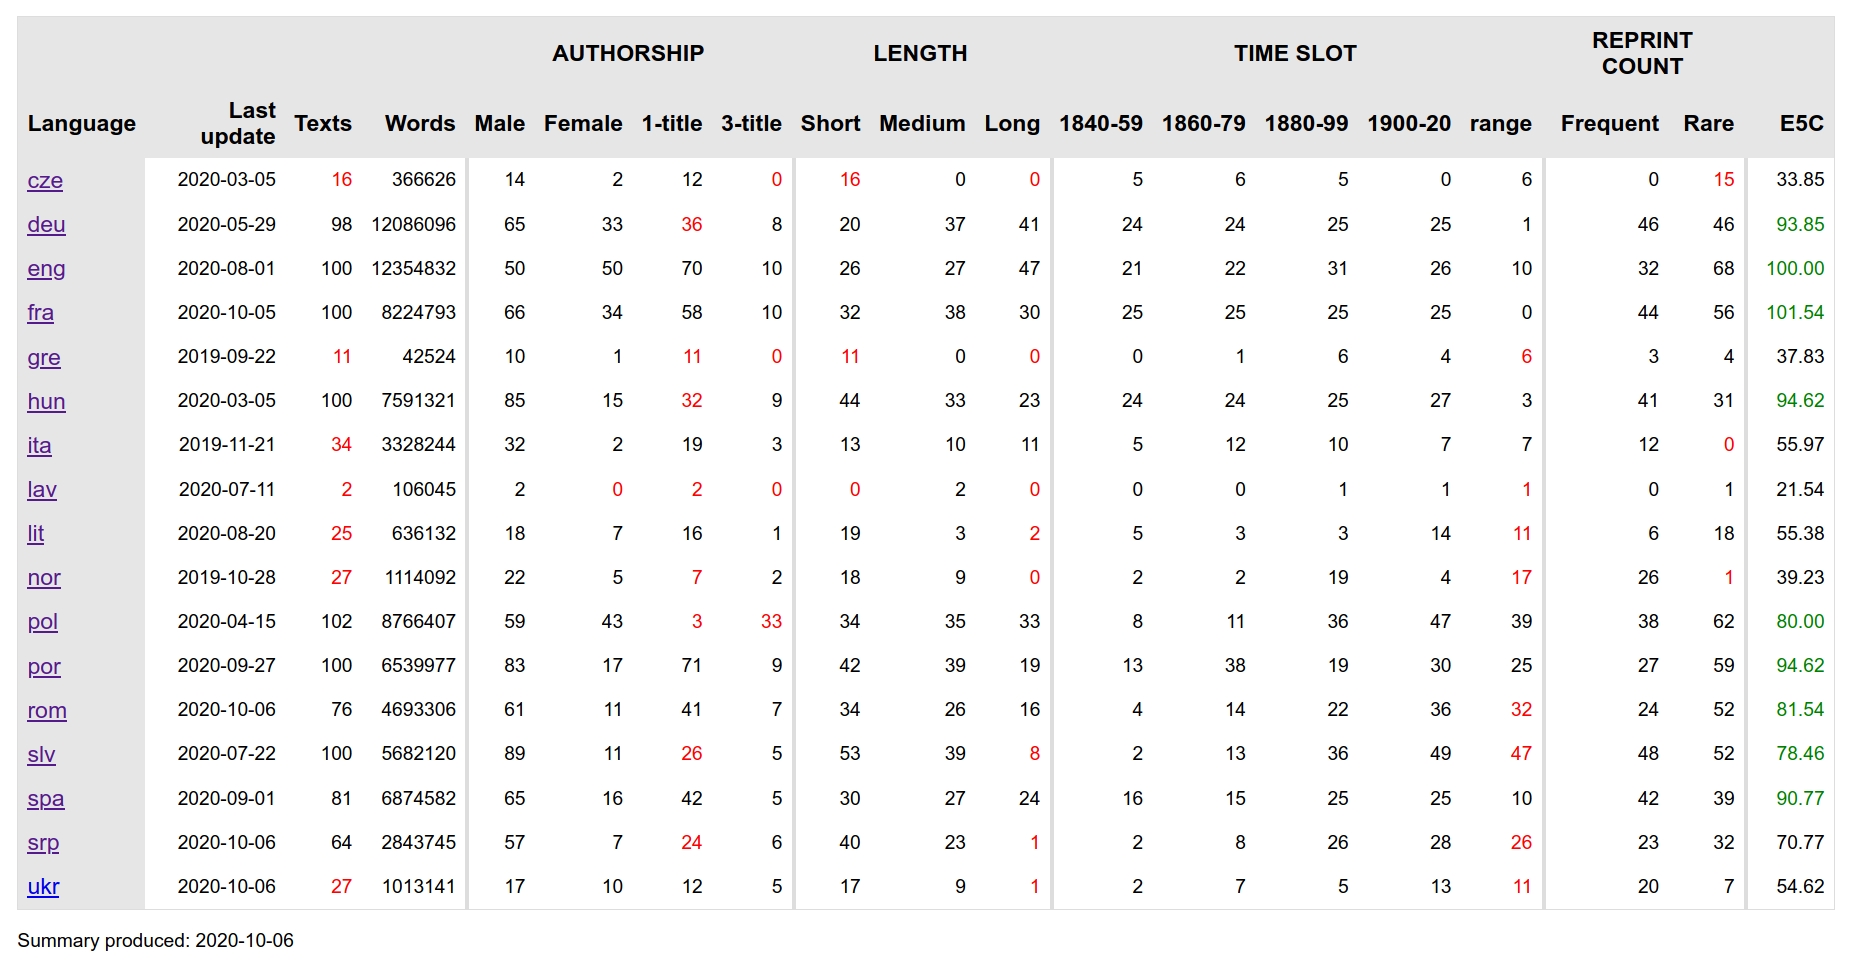 AUTHORSHIP LENGTH TIME SLOT REPRINT COUNT
Language Last update Texts Words Male Female 1-title 3-title Short Medium Long 1840-59 1860-79 1880-99 1900-20 range Frequent Rare E5C
cze 2020-03-05 16 366626 14 2 12 0 16 0 0 5 6 5 0 6 0 15 33.85
deu 2020-05-29 98 12086096 65 33 36 8 20 37 41 24 24 25 25 1 46 46 93.85
eng 2020-08-01 100 12354832 50 50 70 10 26 27 47 21 22 31 26 10 32 68 100.00
fra 2020-10-05 100 8224793 66 34 58 10 32 38 30 25 25 25 25 0 44 56 101.54
gre 2019-09-22 11 42524 10 1 11 0 11 0 0 0 1 6 4 6 3 4 37.83
hun 2020-03-05 100 7591321 85 15 32 9 44 33 23 24 24 25 27 3 41 31 94.62
ita 2019-11-21 34 3328244 32 2 19 3 13 10 11 5 12 10 7 7 12 0 55.97
lav 2020-07-11 2 106045 2 0 2 0 0 2 0 0 0 1 1 1 0 1 21.54
lit 2020-08-20 25 636132 18 7 16 1 19 3 2 5 3 3 14 11 6 18 55.38
nor 2019-10-28 27 1114092 22 5 7 2 18 9 0 2 2 19 4 17 26 1 39.23
pol 2020-04-15 102 8766407 59 43 3 33 34 35 33 8 11 36 47 39 38 62 80.00
por 2020-09-27 100 6539977 83 17 71 9 42 39 19 13 38 19 30 25 27 59 94.62
rom 2020-10-06 76 4693306 61 11 41 7 34 26 16 4 14 22 36 32 24 52 81.54
slv 2020-07-22 100 5682120 89 11 26 5 53 39 8 2 13 36 49 47 48 52 78.46
spa 2020-09-01 81 6874582 65 16 42 5 30 27 24 16 15 25 25 10 42 39 90.77
srp 2020-10-06 64 2843745 57 7 24 6 40 23 1 2 8 26 28 26 23 32 70.77
ukr 2020-10-06 27 1013141 17 10 12 5 17 9 1 2 7 5 13 11 20 7 54.62
Summary produced: 2020-10-06